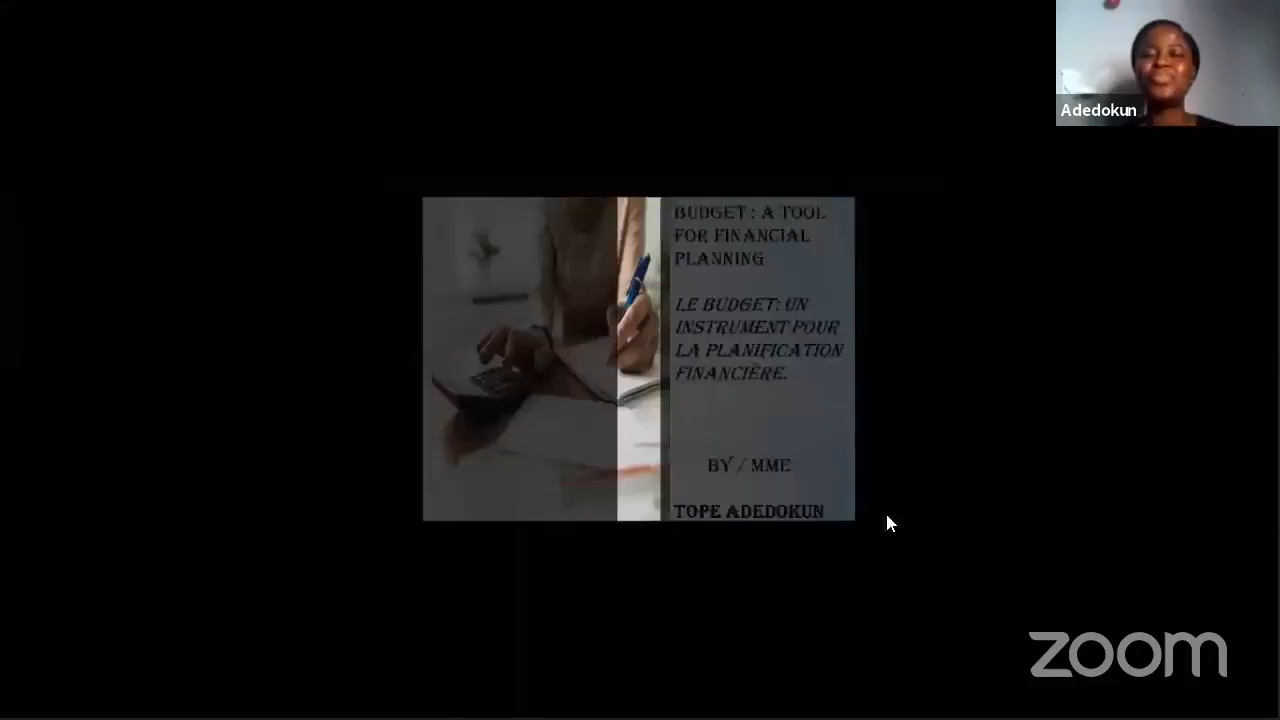 Adedokun
BUDGET : A TOOL
FOR FINANCIAL
PLANNING
LE BUDGET: UN
INSTRUMENT POUR
LA PLANIFICATION
FINANCIÈRE.
BY / MME
TOPE ADEDOKUN
zoom